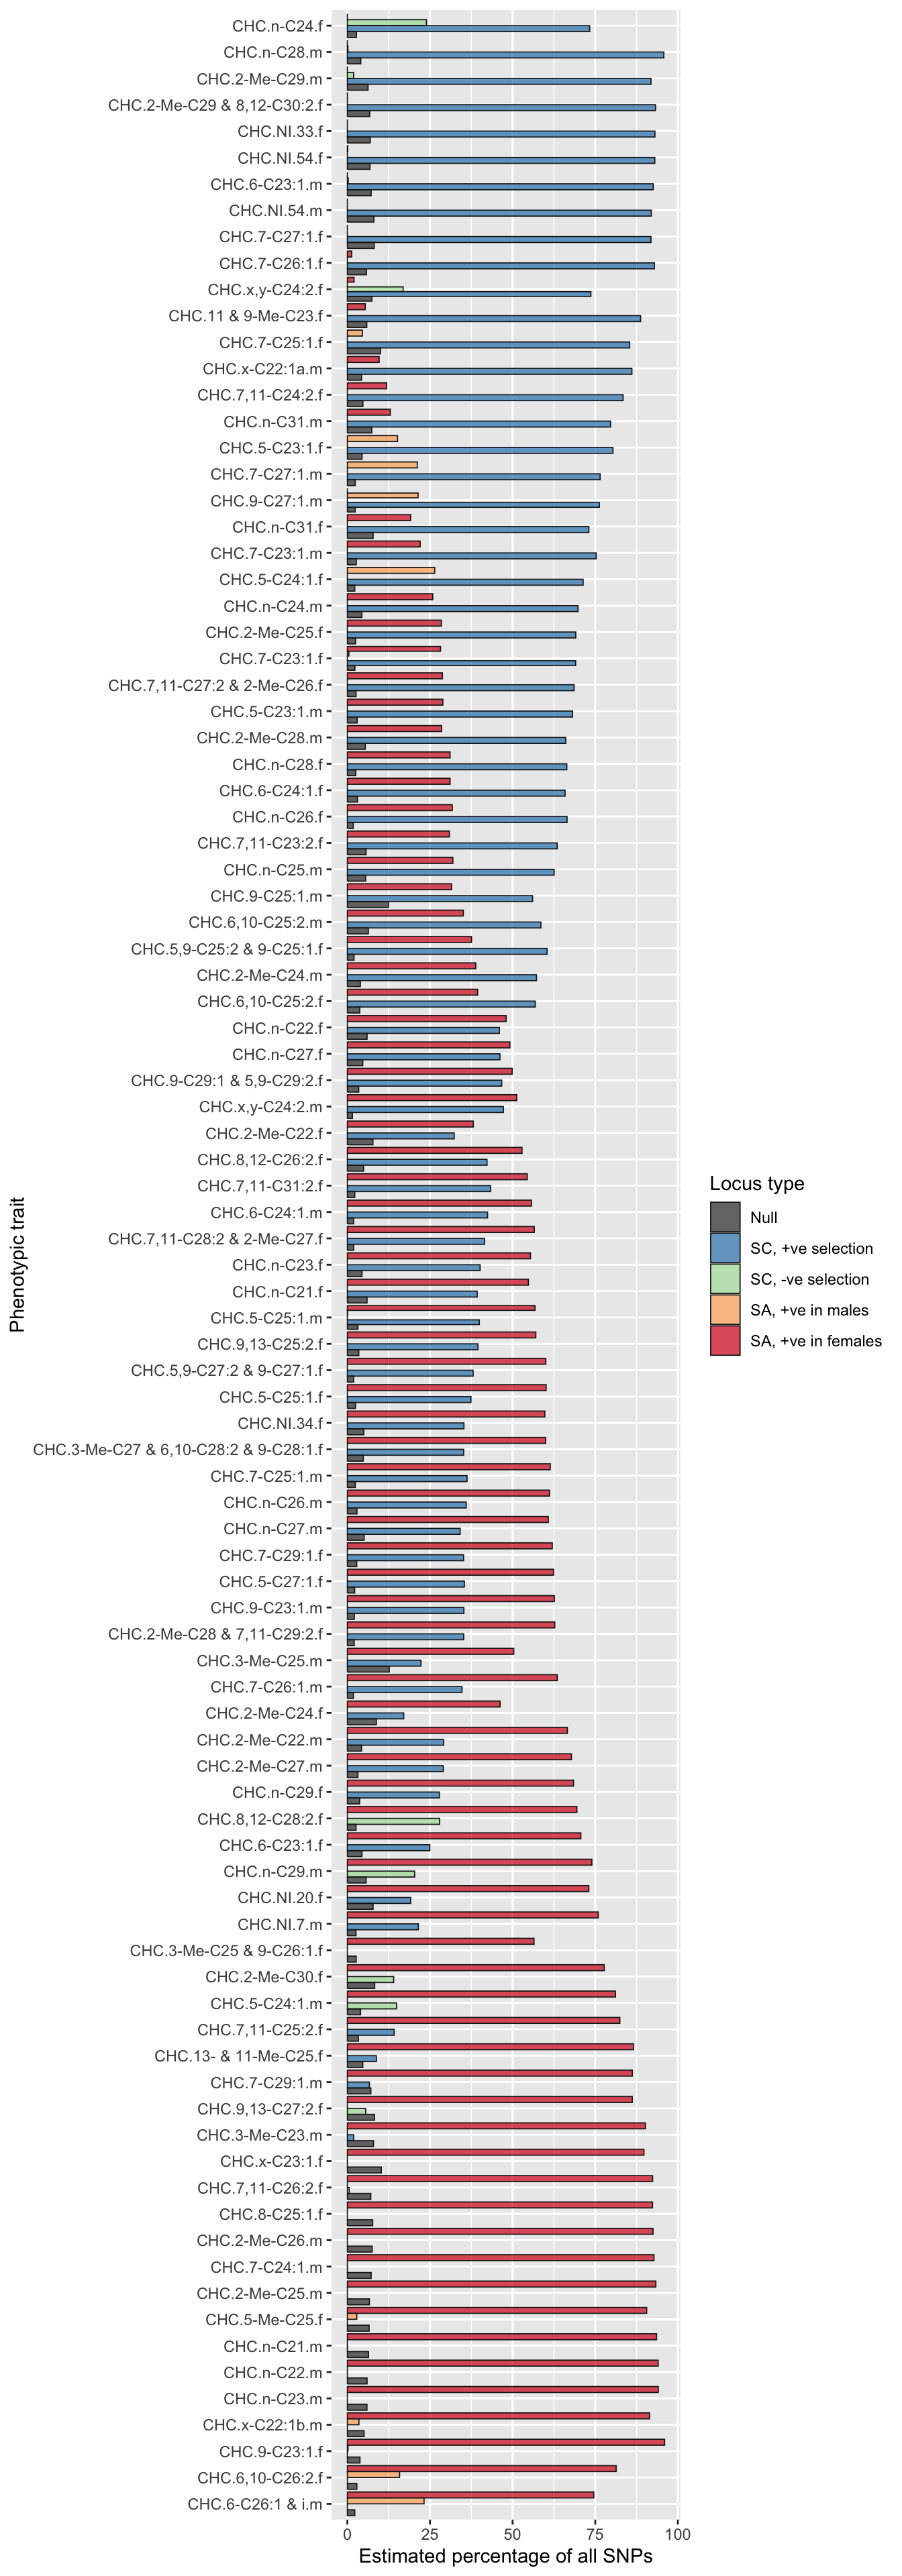 CHC.n-C24.f
CHC.n-C28.m
CHC.2-Me-C29.m
CHC.2-Me-C29 & 8,12-C30:2.f
CHC.NI.33.f
CHC.NI.54.f
CHC.6-C23:1.m
CHC.NI.54.m
CHC.7-C27:1.f
CHC.7-C26:1.f
CHC.x,y-C24:2.f
CHC.11 & 9-Me-C23.f
CHC.7-C25:1.f
CHC.x-C22:1a.m
CHC.7,11-C24:2.f
CHC.n-C31.m
CHC.5-C23:1.f
CHC.7-C27:1.m
CHC.9-C27:1.m
CHC.n-C31.f
CHC.7-C23:1.m
CHC.5-C24:1.f
CHC.n-C24.m
CHC.2-Me-C25.f
CHC.7-C23:1.f
CHC.7,11-C27:2 & 2-Me-C26.f
CHC.5-C23:1.m
CHC.2-Me-C28.m
CHC.n-C28.f
CHC.6-C24:1.f
CHC.n-C26.f
CHC.7,11-C23:2.f
CHC.n-C25.m
CHC.9-C25:1.m
CHC.6,10-C25:2.m
CHC.5,9-C25:2 & 9-C25:1.f
CHC.2-Me-C24.m
CHC.6,10-C25:2.f
CHC.n-C22.f
CHC.n-C27.f
CHC.9-C29:1 & 5,9-C29:2.f
CHC.x,y-C24:2.m
CHC.2-Me-C22.f
CHC.8,12-C26:2.f
CHC.7,11-C31:2.f
CHC.6-C24:1.m
CHC.7,11-C28:2 & 2-Me-C27.f
CHC.n-C23.f
CHC.n-C21.f
CHC.5-C25:1.m
CHC.9,13-C25:2.f
CHC.5,9-C27:2 & 9-C27:1.f
CHC.5-C25:1.f
CHC.NI.34.f
CHC.3-Me-C27 & 6,10-C28:2 & 9-C28:1.f
CHC.7-C25:1.m
CHC.n-C26.m
CHC.n-C27.m
CHC.7-C29:1.f
CHC.5-C27:1.f
CHC.9-C23:1.m
CHC.2-Me-C28 & 7,11-C29:2.f
CHC.3-Me-C25.m
CHC.7-C26:1.m
CHC.2-Me-C24.f
CHC.2-Me-C22.m
CHC.2-Me-C27.m
CHC.n-C29.f
CHC.8,12-C28:2.f
CHC.6-C23:1.f
CHC.n-C29.m
CHC.NI.20.f
CHC.NI.7.m
CHC.3-Me-C25 & 9-C26:1.f
CHC.2-Me-C30.f
CHC.5-C24:1.m
CHC.7,11-C25:2.f
CHC.13- & 11-Me-C25.f
CHC.7-C29:1.m
CHC.9,13-C27:2.f
CHC.3-Me-C23.m
CHC.x-C23:1.f
CHC.7,11-C26:2.f
CHC.8-C25:1.f
CHC.2-Me-C26.m
CHC.7-C24:1.m
CHC.2-Me-C25.m
CHC.5-Me-C25.f
CHC.n-C21.m
CHC.n-C22.m
CHC.n-C23.m
CHC.x-C22:1b.m
CHC.9-C23:1.f
CHC.6,10-C26:2.f
CHC.6-C26:1 & i.m
0 25 50 75 100
Estimated percentage of all SNPs
Phenotypic trait
Locus type
Null
SC, +ve selection
SC, -ve selection
SA, +ve in males
SA, +ve in females